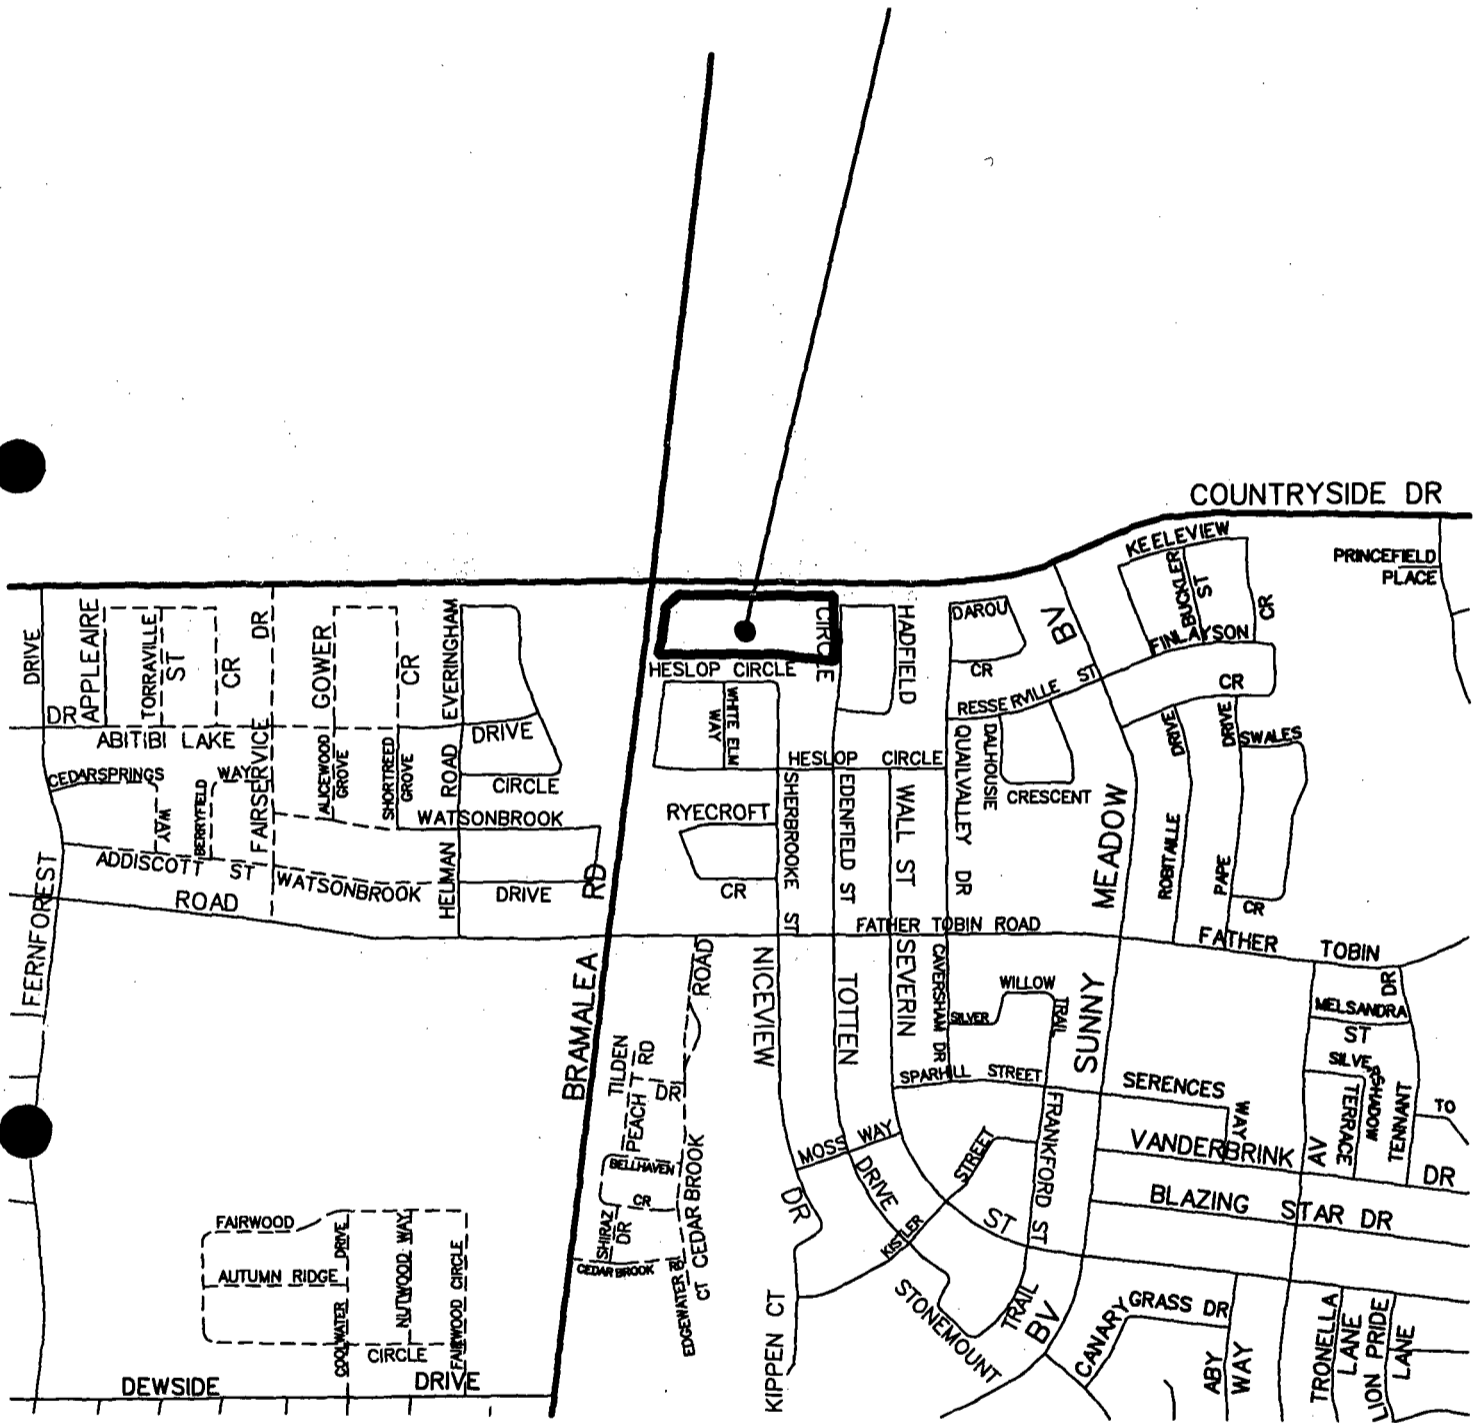 COUNTRYSIDE DR
KEELEVIEW
BUCKLER
ST
CR
FINLAYSON
PRINCEFIELD
PLACE
DRIVE
DR
APPLEAIRE
TORRAVILLE
ST
CR
DR
GOWER
CR
EVERINGHAM
CIRCLE
HADFIELD
DAROU
CR
BV
HESLOP CIRCLE
WHITE ELM
WAY
RESSERVILLE ST
CR
ABITIBI LAKE
DRIVE
CIRCLE
CEDARSPRINGS
WAY
WAY
BERRYFIELD
FAIRSERVICE
ALICEWOOD
GROVE
SHORTREED
GROVE
ROAD
HELMAN
WATSONBROOK
HESLOP CIRCLE
DALHOUSIE
CRESCENT
QUAILVALLEY DR
DRIVE
DRIVE
SWALES
ROBITAILLE
PAPE
CR
RYECROFT
CR
SHERBROOKE ST
EDENFIELD ST
WALL ST
MEADOW
ADDISCOTT ST
WATSONBROOK
DRIVE
RD
ROAD
FERNFOREST
FATHER TOBIN ROAD
FATHER TOBIN
BRAMALEA
ROAD
NICEVIEW
TOTTEN
SEVERIN
CAVERSHAM DR
WILLOW
SILVER
TRAIL
SUNNY
DR
MELSANDRA
ST
SILVE
RSHADOW
TERRACE
TENNANT
TO
TILDEN
PEACH T RD
DR
SPARHILL STREET
SERENCES
WAY
VANDERBRINK
AV
DR
BELLHAVEN
CR
SHIRAZ
DR
CEDAR BROOK
CEDAR BROOK
CT
EDGEWATER
MOSS WAY
DR
DRIVE
STREET
KISTLER
FRANKFORD ST
ST
BLAZING STAR DR
FAIRWOOD
AUTUMN RIDGE
DRIVE
COOLWATER
NUTWOOD WAY
FAIRWOOD CIRCLE
CIRCLE
DEWSIDE DRIVE
KIPPEN CT
STONEMOUNT
TRAIL
BV
CANARY
GRASS DR
ABY
WAY
TRONELLA
LANE
LION PRIDE
LANE